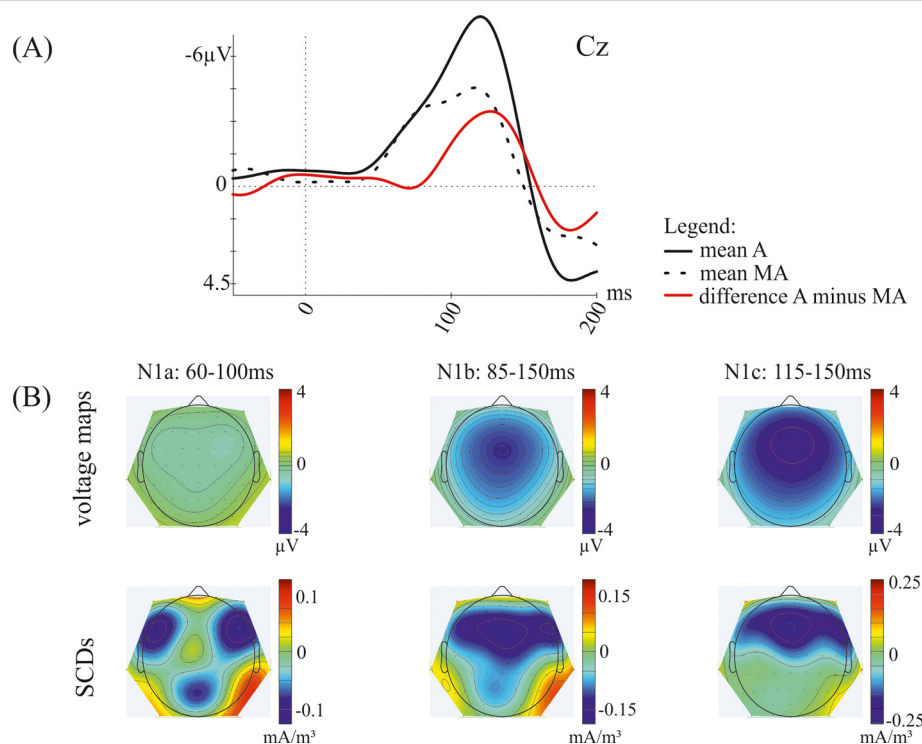 (A)
-6µV
Cz
0
4.5
0
100
200
ms
Legend:
mean A
mean MA
difference A minus MA
(B)
N1a: 60-100ms
N1b: 85-150ms
N1c: 115-150ms
voltage maps
4
0
-4
µV
4
0
-4
µV
4
0
-4
µV
SCDs
0.1
0
-0.1
mA/m³
0.15
0
-0.15
mA/m³
0.25
0
-0.25
mA/m³